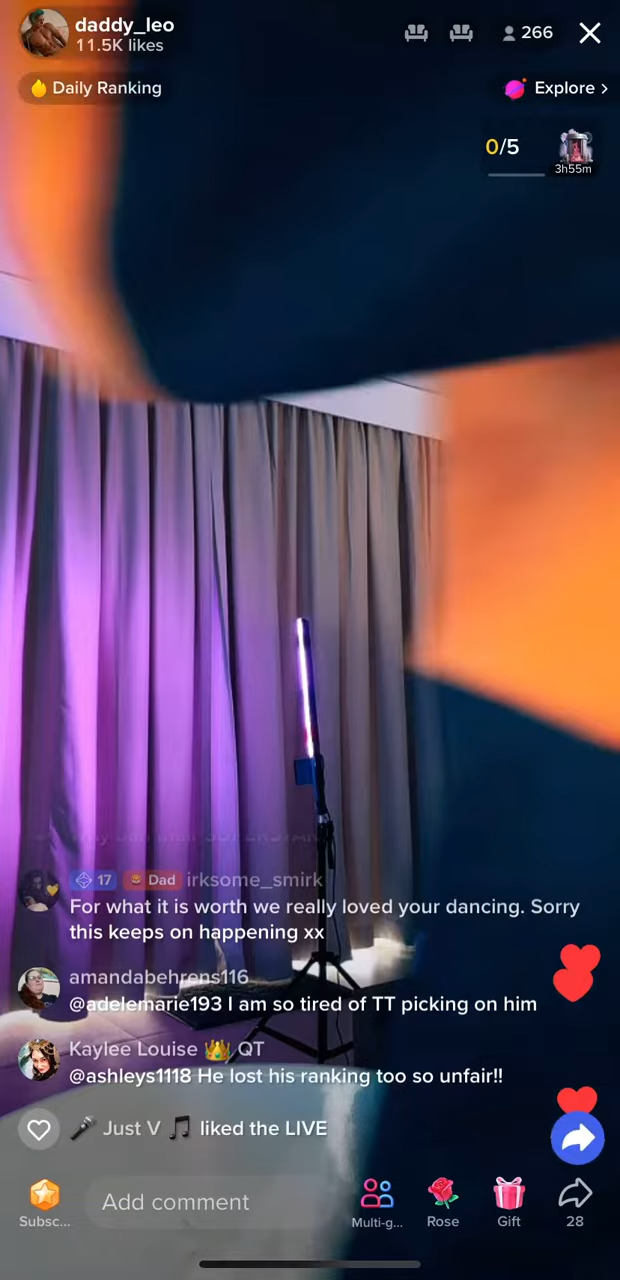 daddy_leo
11.5K likes
266
Daily Ranking
Explore
0/5
3h55m
17 Dad irksome_smirk
For what it is worth we really loved your dancing. Sorry
this keeps on happening xx
amandabehrens116
@adelemarie193 I am so tired of TT picking on him
Kaylee Louise 👑 QT
@ashleys1118 He lost his ranking too so unfair!!
🎤 Just V 🎵 liked the LIVE
Subsc...
Add comment
Multi-g...
Rose
Gift
28